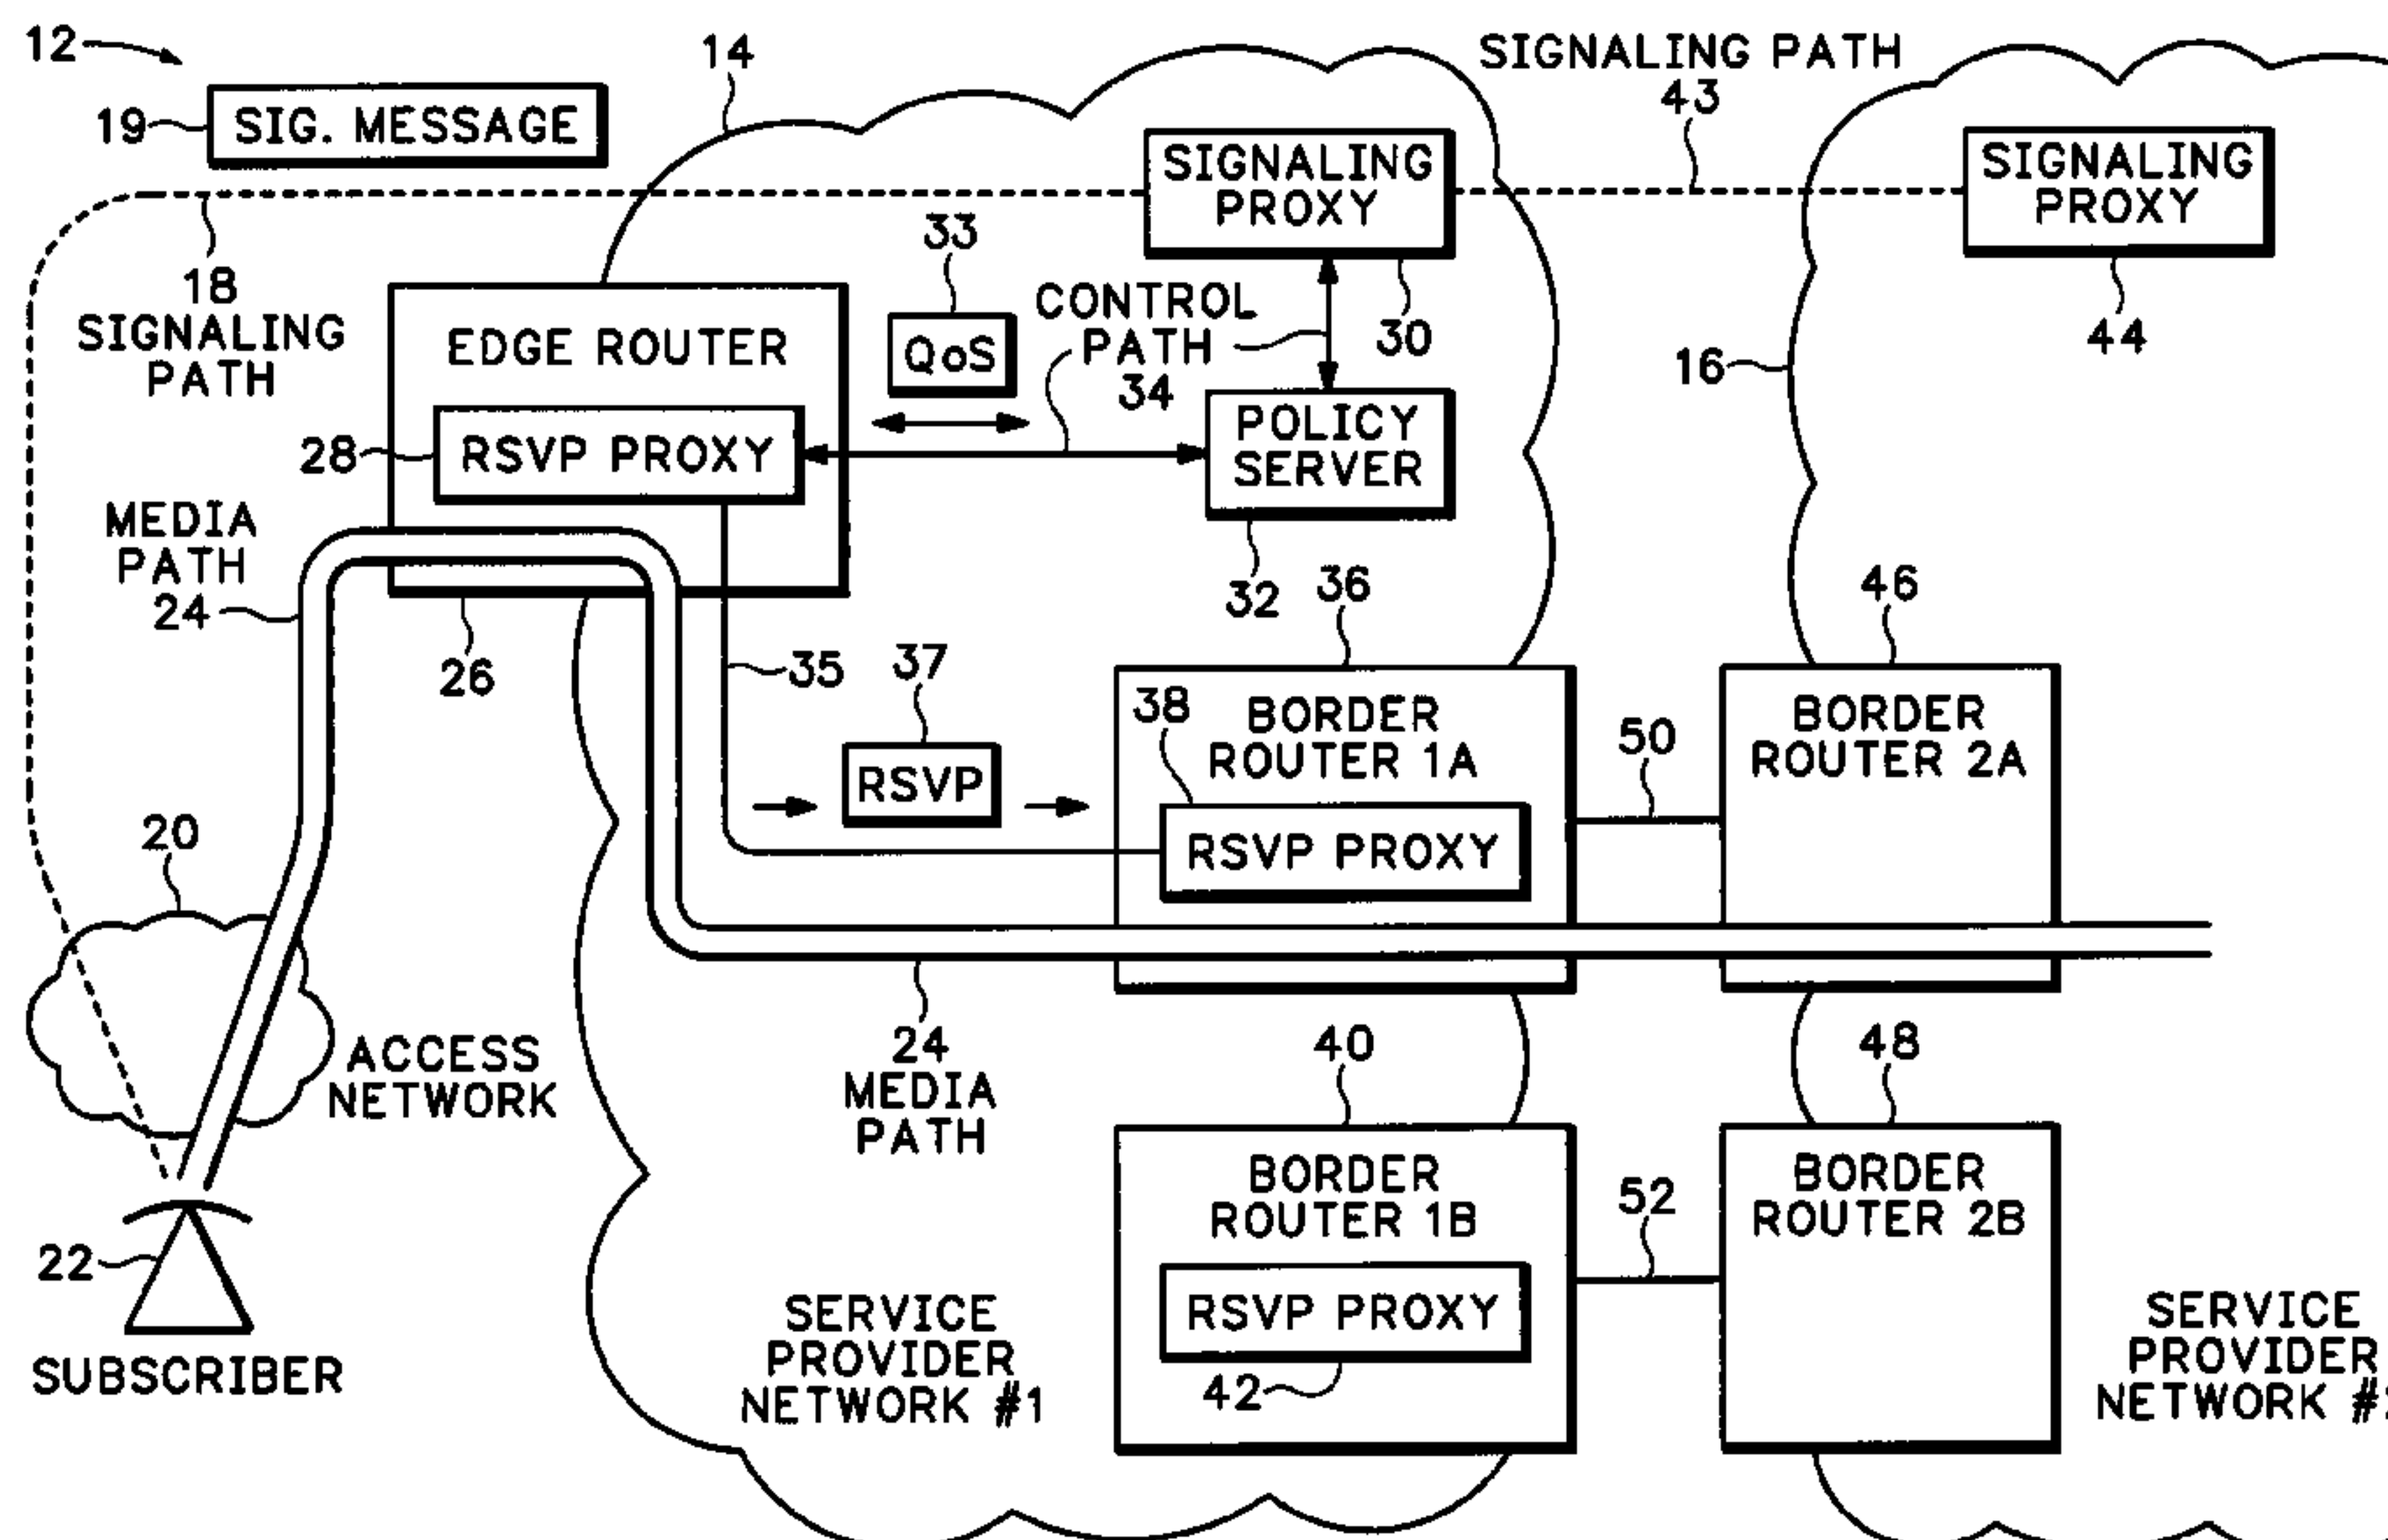 12
14
SIGNALING PATH
43
19
SIG. MESSAGE
SIGNALING
PROXY
SIGNALING
PROXY
18
SIGNALING
PATH
33
QoS
CONTROL
PATH
34
30
44
16
EDGE ROUTER
28
RSVP PROXY
POLICY
SERVER
32
MEDIA
PATH
24
26
35
37
RSVP
36
38
BORDER
ROUTER 1A
RSVP PROXY
50
46
BORDER
ROUTER 2A
20
ACCESS
NETWORK
24
MEDIA
PATH
40
BORDER
ROUTER 1B
RSVP PROXY
42
52
48
BORDER
ROUTER 2B
22
SUBSCRIBER
SERVICE
PROVIDER
NETWORK #1
SERVICE
PROVIDER
NETWORK